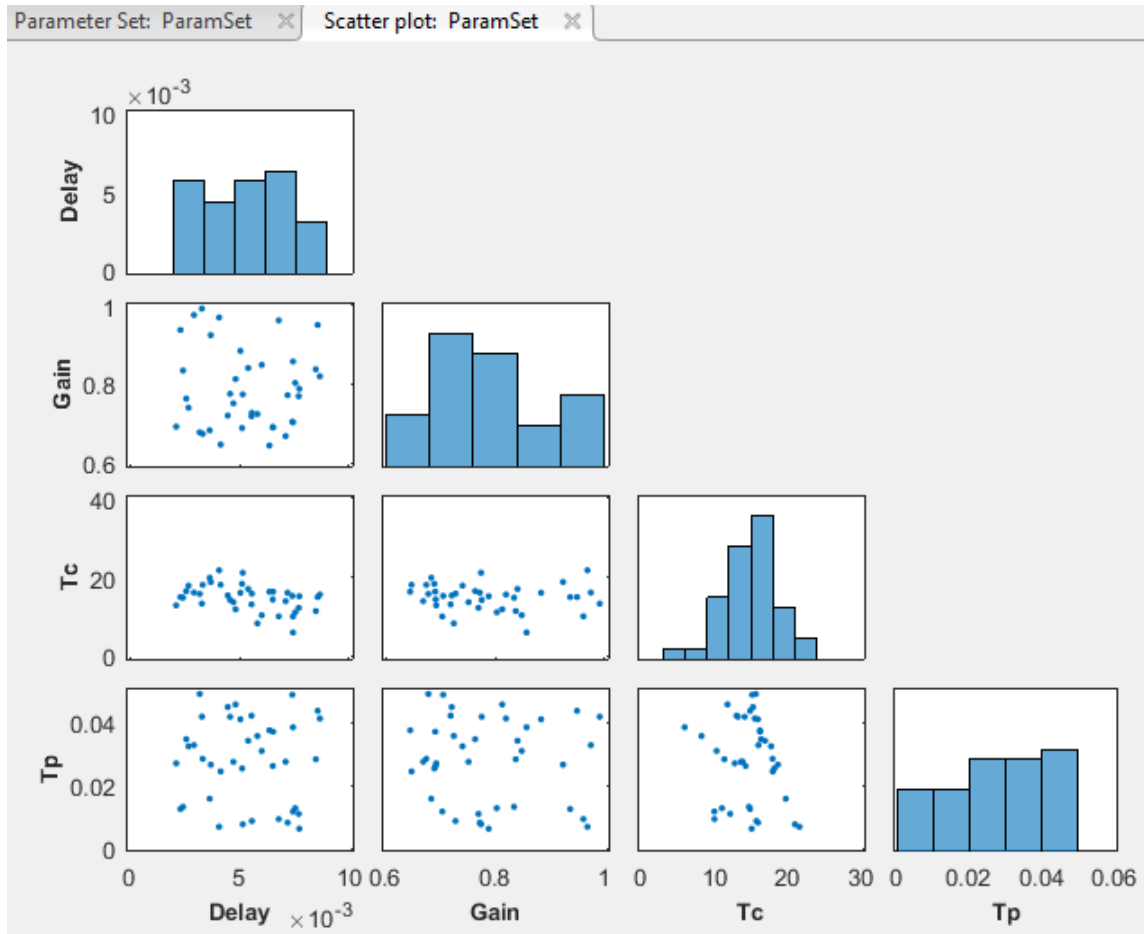 Parameter Set: ParamSet × Scatter plot: ParamSet ×
×10⁻³
10
5
0
Delay
1
0.8
0.6
Gain
40
20
0
Tc
0.04
0.02
0
Tp
0 5 10 0.6 0.8 1 0 10 20 30 0 0.02 0.04 0.06
Delay ×10⁻³ Gain Tc Tp